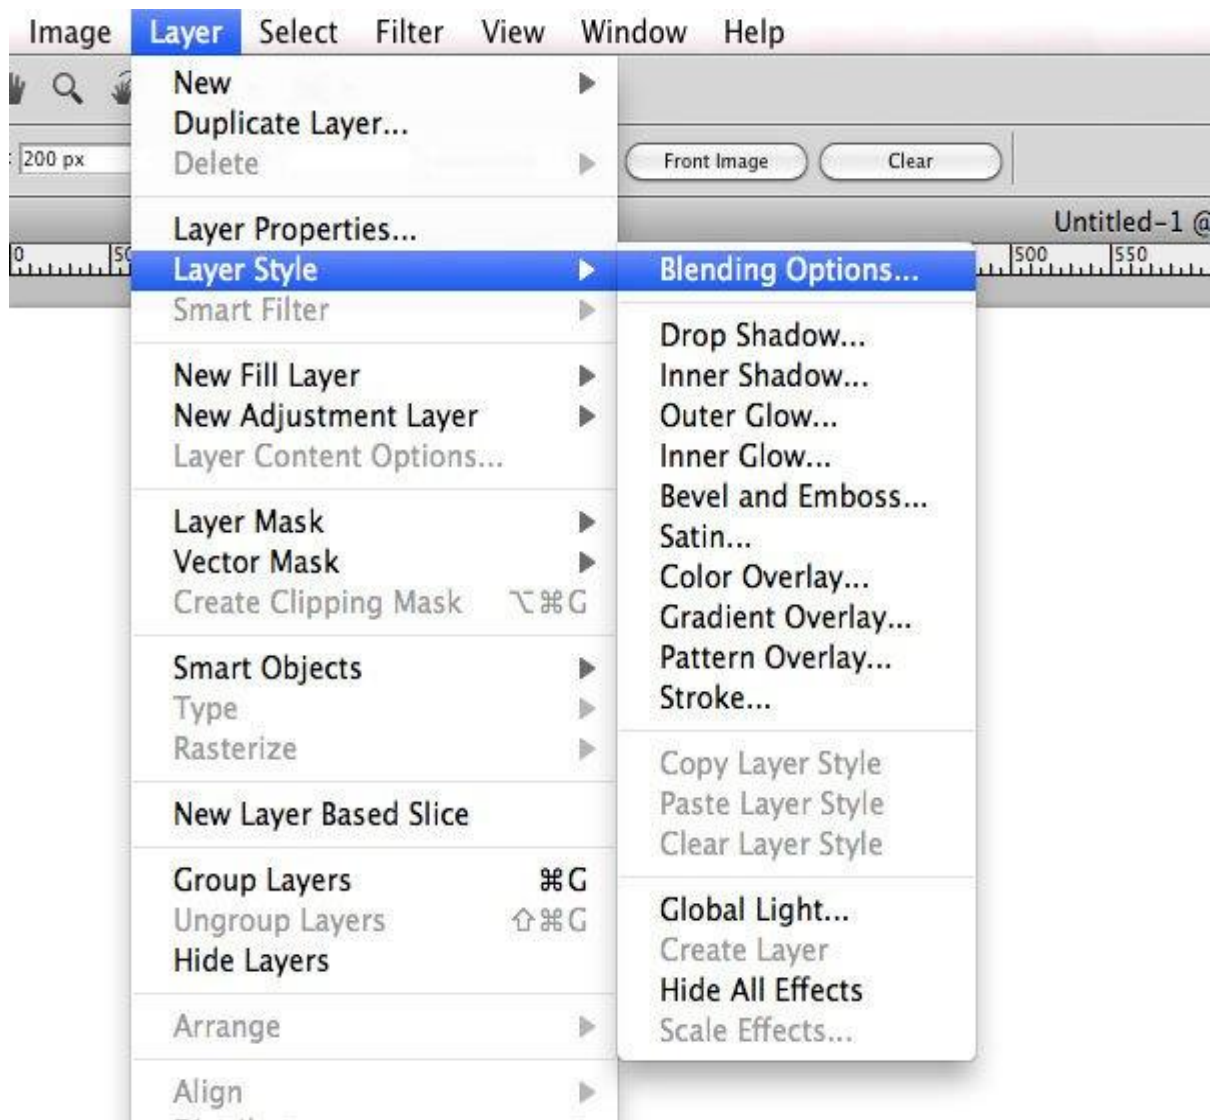 Image Layer Select Filter View Window Help
200 px
Front Image Clear
Untitled-1 @
0 500 550
New
Duplicate Layer...
Delete
Layer Properties...
Layer Style
Smart Filter
New Fill Layer
New Adjustment Layer
Layer Content Options...
Layer Mask
Vector Mask
Create Clipping Mask ⌥⌘G
Smart Objects
Type
Rasterize
New Layer Based Slice
Group Layers ⌘G
Ungroup Layers ⇧⌘G
Hide Layers
Arrange
Align
Blending Options...
Drop Shadow...
Inner Shadow...
Outer Glow...
Inner Glow...
Bevel and Emboss...
Satin...
Color Overlay...
Gradient Overlay...
Pattern Overlay...
Stroke...
Copy Layer Style
Paste Layer Style
Clear Layer Style
Global Light...
Create Layer
Hide All Effects
Scale Effects...